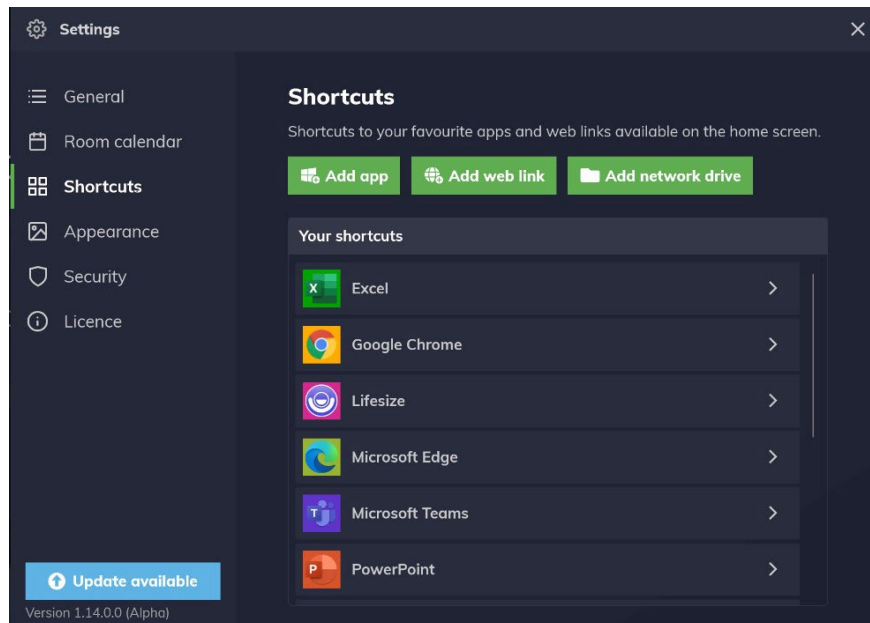 Settings
General
Room calendar
Shortcuts
Appearance
Security
Licence
Update available
Version 1.14.0.0 (Alpha)
Shortcuts
Shortcuts to your favourite apps and web links available on the home screen.
Add app
Add web link
Add network drive
Your shortcuts
Excel
Google Chrome
Lifesize
Microsoft Edge
Microsoft Teams
PowerPoint